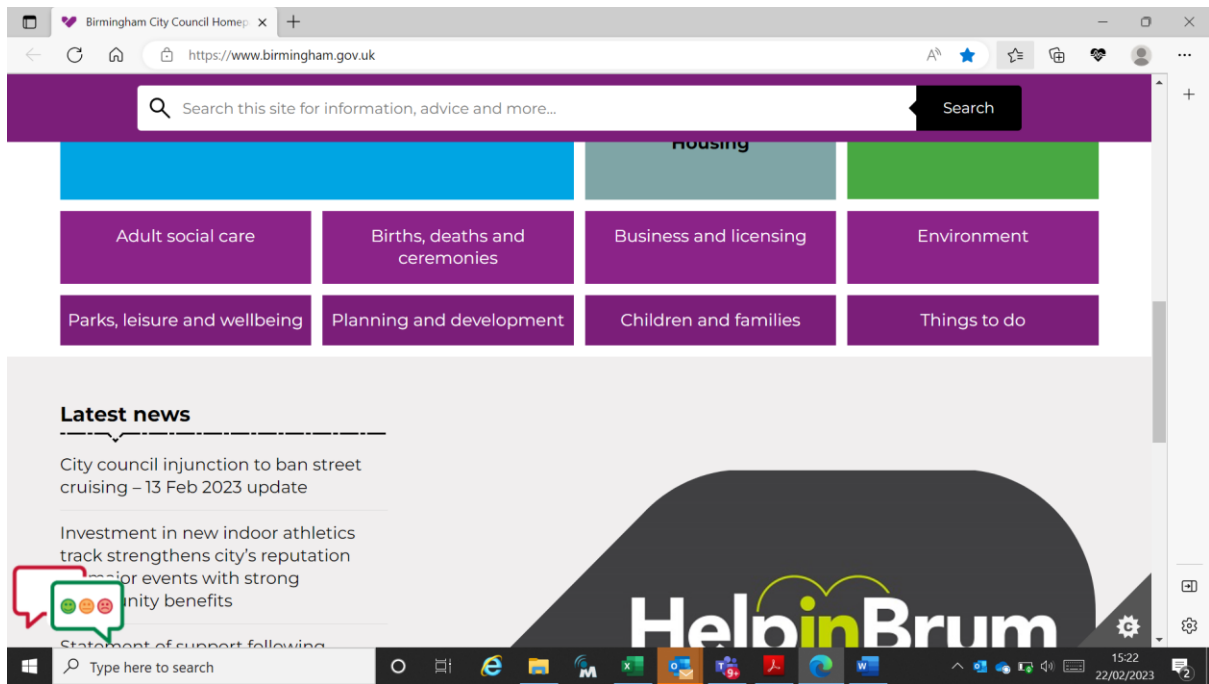 Birmingham City Council Homep
https://www.birmingham.gov.uk
Search this site for information, advice and more...
Search
Housing
Adult social care
Births, deaths and
ceremonies
Business and licensing
Environment
Parks, leisure and wellbeing
Planning and development
Children and families
Things to do
Latest news
City council injunction to ban street
cruising – 13 Feb 2023 update
Investment in new indoor athletics
track strengthens city's reputation
major events with strong
benefits
Statement of support following
HelpinBrum
Type here to search
15:22
22/02/2023